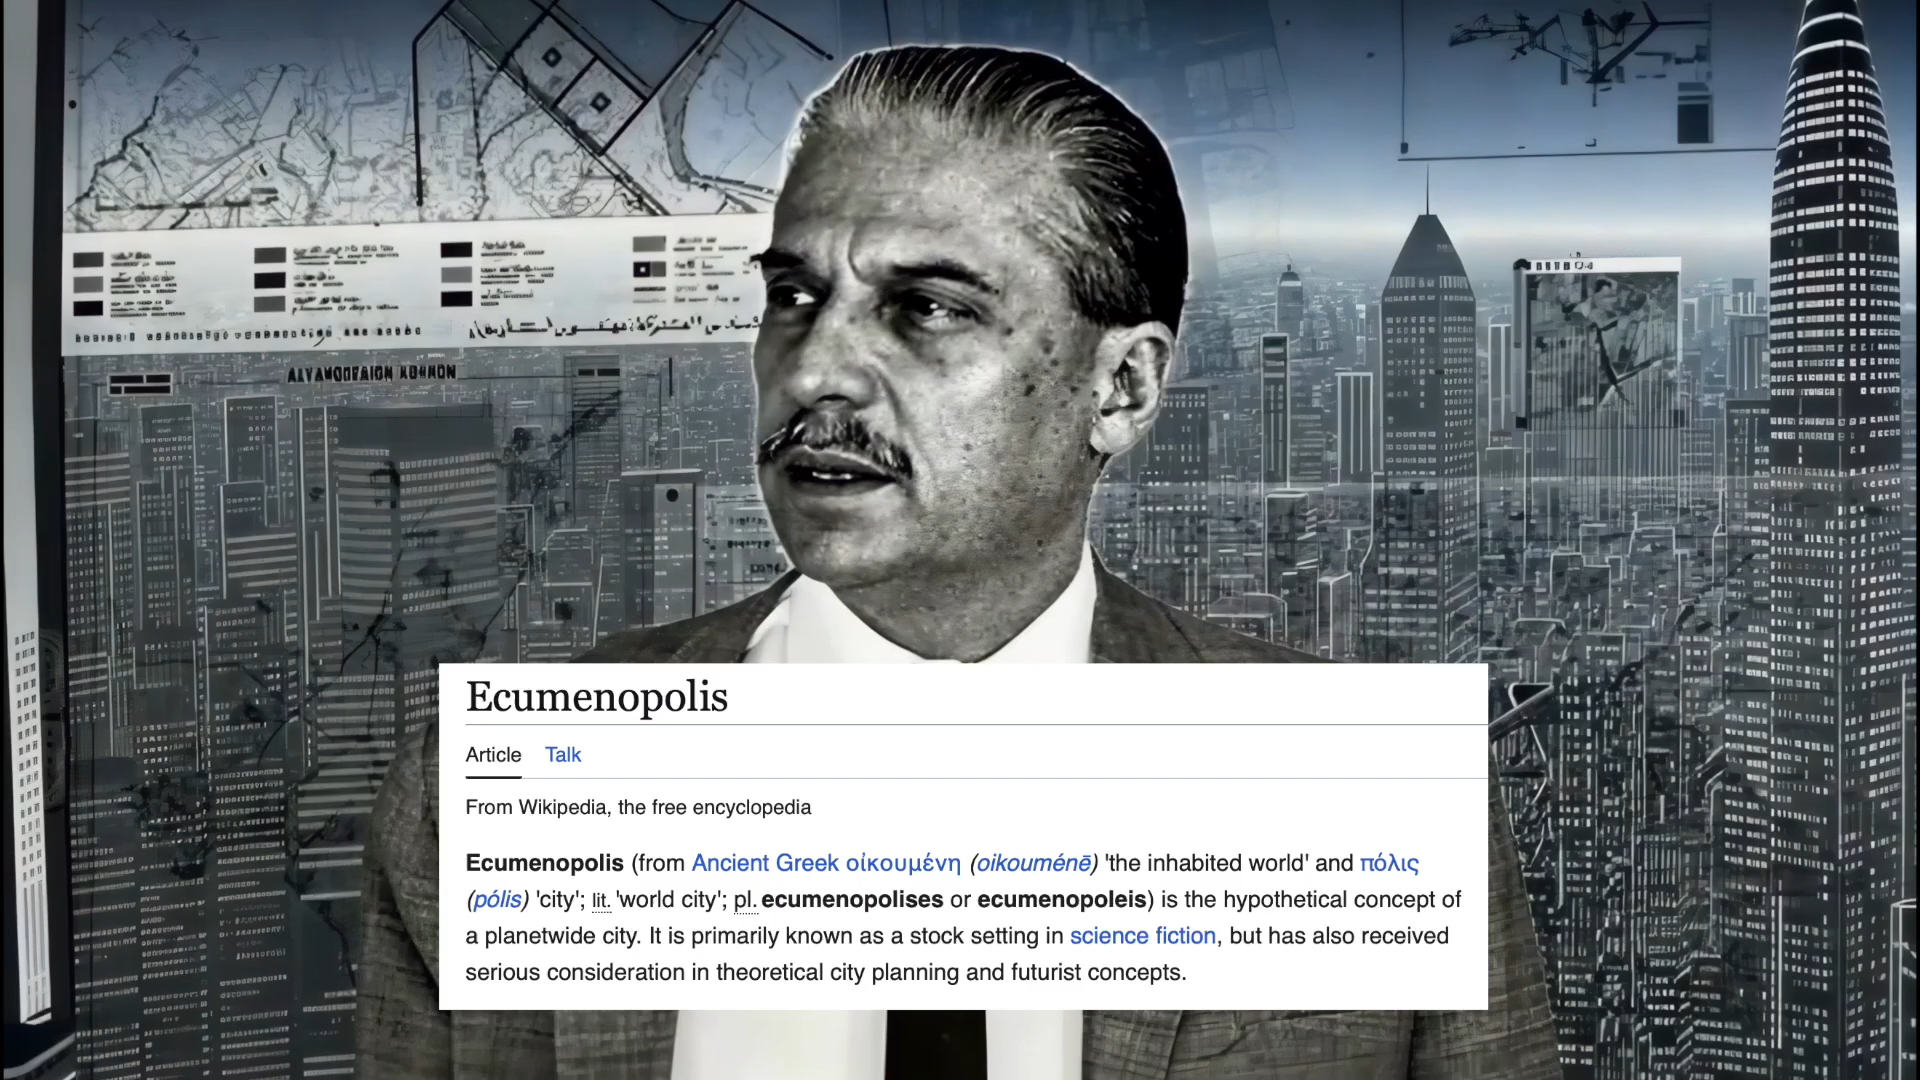 Ecumenopolis
Article Talk
From Wikipedia, the free encyclopedia
Ecumenopolis (from Ancient Greek οἰκουμένη (oikouménē) 'the inhabited world' and πόλις
(pólis) 'city'; lit. 'world city'; pl. ecumenopolises or ecumenopoleis) is the hypothetical concept of
a planetwide city. It is primarily known as a stock setting in science fiction, but has also received
serious consideration in theoretical city planning and futurist concepts.